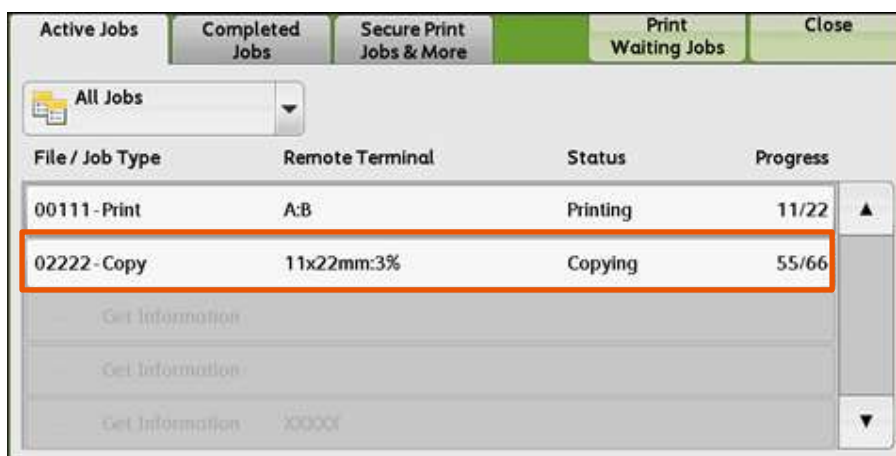 Active Jobs
Completed
Jobs
Secure Print
Jobs & More
Print
Waiting Jobs
Close
All Jobs
File / Job Type Remote Terminal Status Progress
00111 - Print A:B Printing 11/22
02222 - Copy 11x22mm:3% Copying 55/66
Get Information
Get Information
Get Information